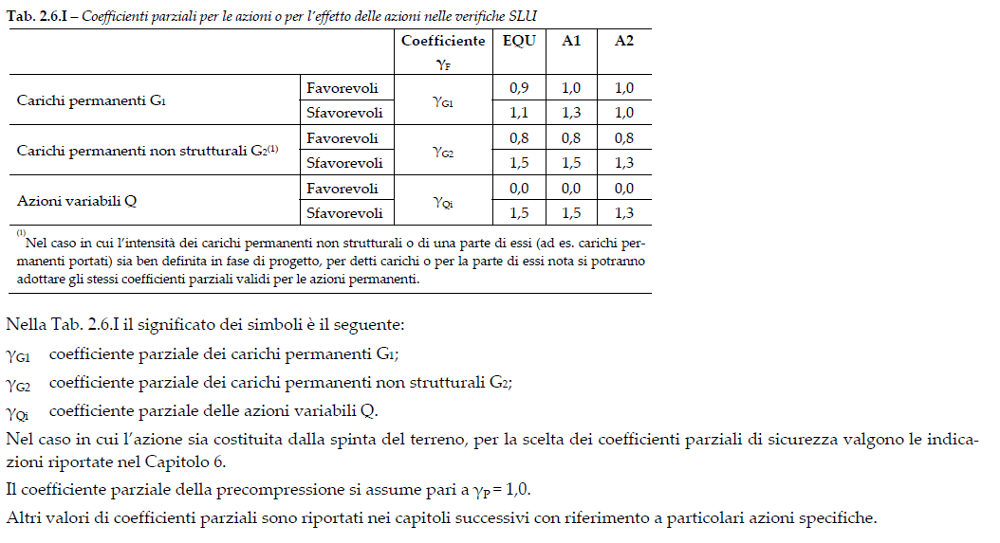 Tab. 2.6.I – Coefficienti parziali per le azioni o per l'effetto delle azioni nelle verifiche SLU
Coefficiente EQU A1 A2
γF
Carichi permanenti G1 Favorevoli γG1 0,9 1,0 1,0
Sfavorevoli 1,1 1,3 1,0
Carichi permanenti non strutturali G2(1) Favorevoli γG2 0,8 0,8 0,8
Sfavorevoli 1,5 1,5 1,3
Azioni variabili Q Favorevoli γQi 0,0 0,0 0,0
Sfavorevoli 1,5 1,5 1,3
(1)Nel caso in cui l'intensità dei carichi permanenti non strutturali o di una parte di essi (ad es. carichi per-
manenti portati) sia ben definita in fase di progetto, per detti carichi o per la parte di essi nota si potranno
adottare gli stessi coefficienti parziali validi per le azioni permanenti.
Nella Tab. 2.6.I il significato dei simboli è il seguente:
γG1 coefficiente parziale dei carichi permanenti G1;
γG2 coefficiente parziale dei carichi permanenti non strutturali G2;
γQi coefficiente parziale delle azioni variabili Q.
Nel caso in cui l'azione sia costituita dalla spinta del terreno, per la scelta dei coefficienti parziali di sicurezza valgono le indica-
zioni riportate nel Capitolo 6.
Il coefficiente parziale della precompressione si assume pari a γP = 1,0.
Altri valori di coefficienti parziali sono riportati nei capitoli successivi con riferimento a particolari azioni specifiche.